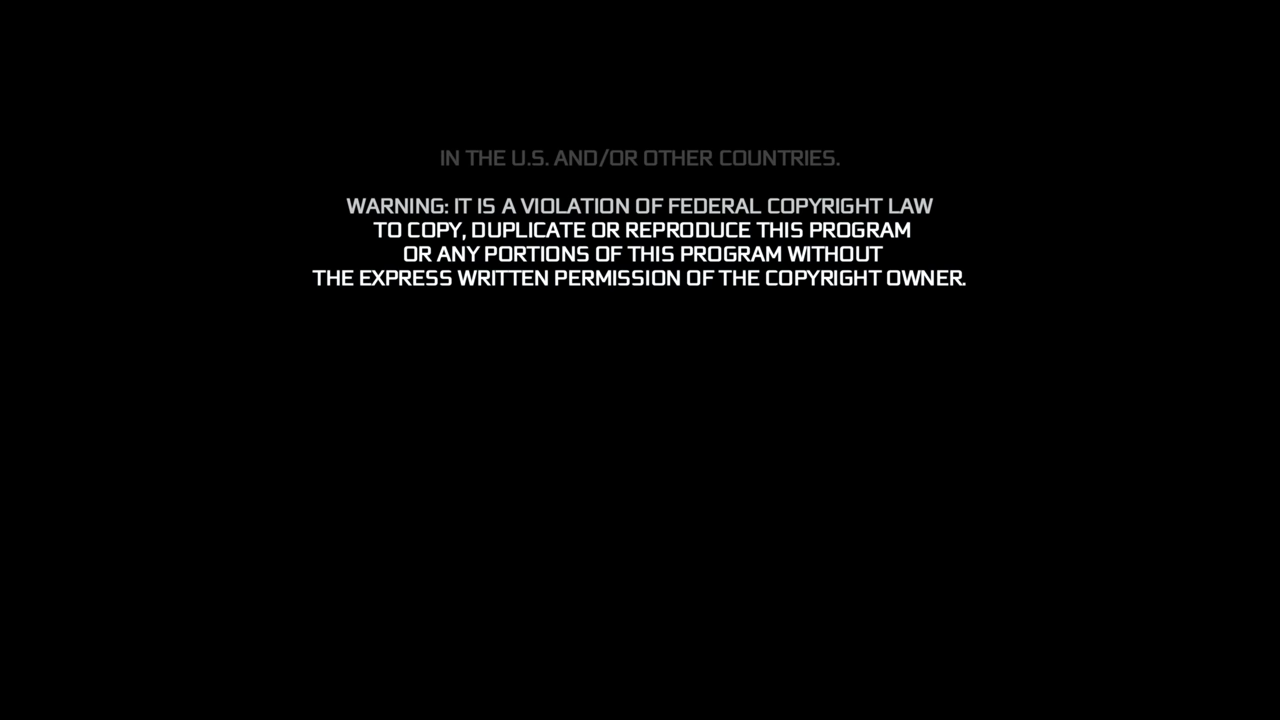 IN THE U.S. AND/OR OTHER COUNTRIES.
WARNING: IT IS A VIOLATION OF FEDERAL COPYRIGHT LAW
TO COPY, DUPLICATE OR REPRODUCE THIS PROGRAM
OR ANY PORTIONS OF THIS PROGRAM WITHOUT
THE EXPRESS WRITTEN PERMISSION OF THE COPYRIGHT OWNER.